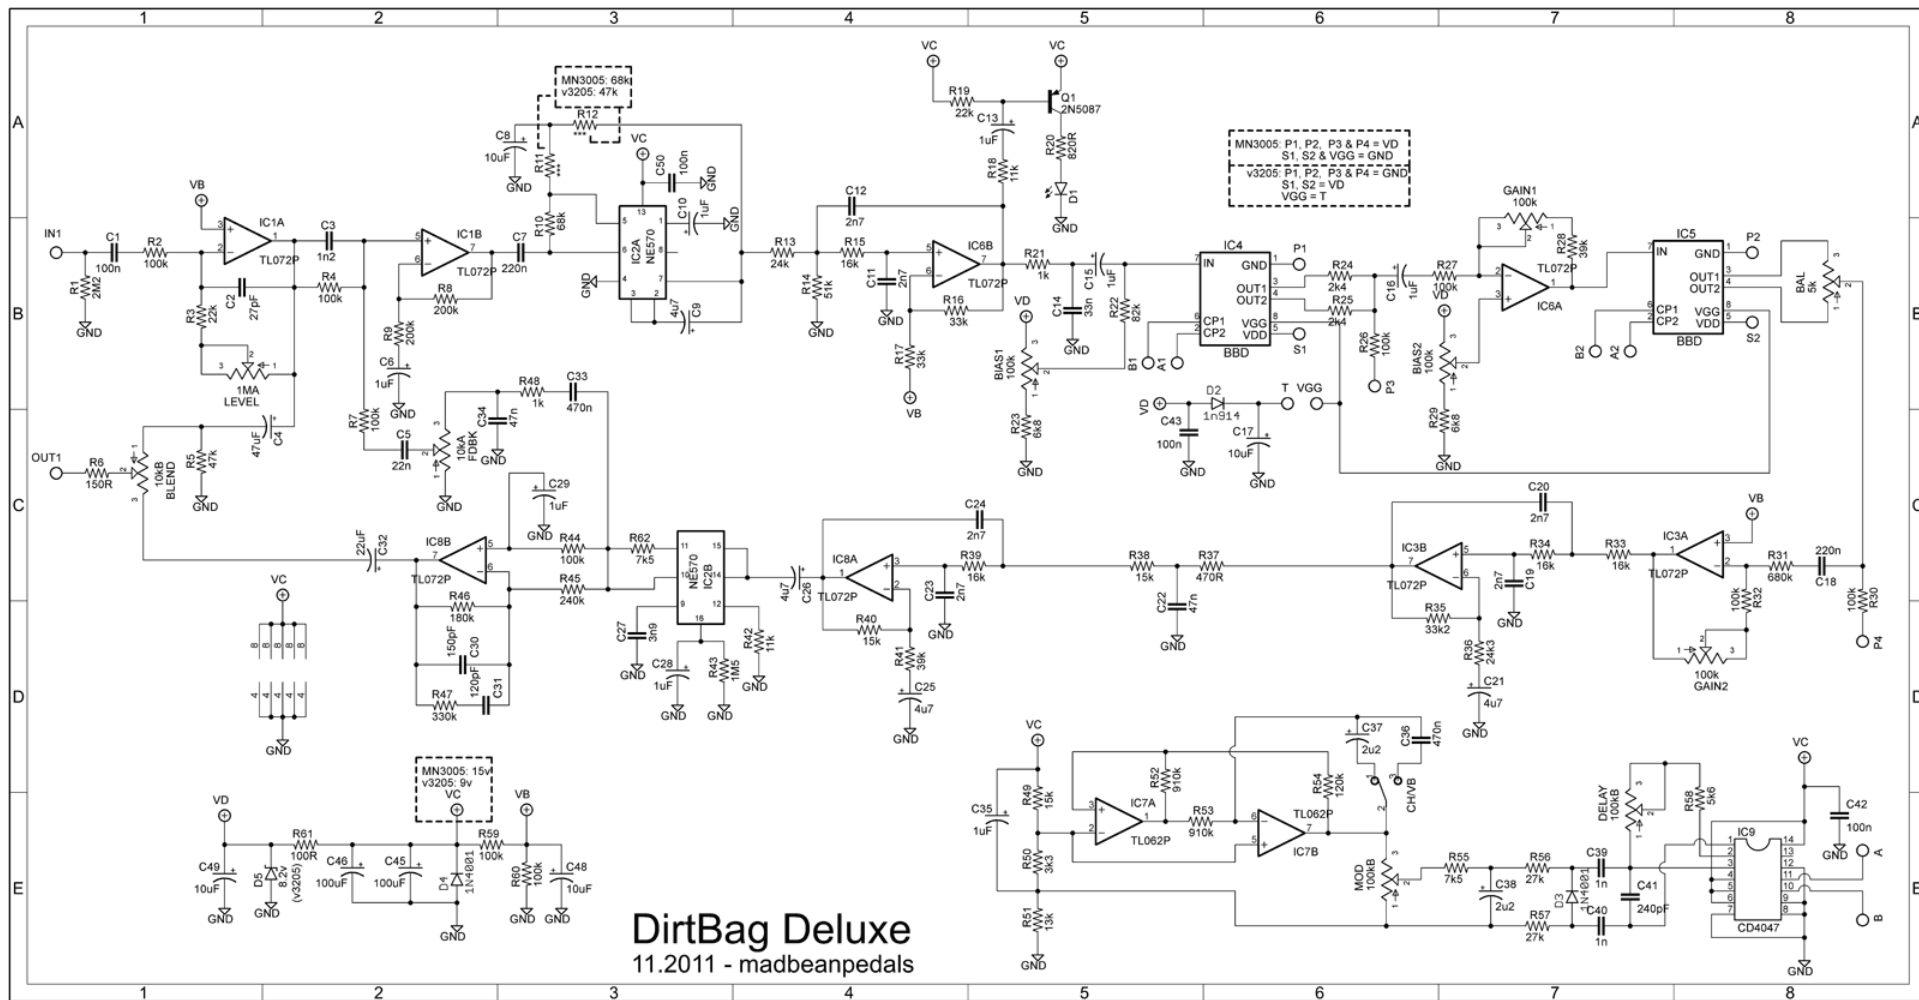 1 2 3 4 5 6 7 8
A
VC VC
MN3005: 68k
v3205: 47k
R12
***
R19
22k
Q1
2N5087
C8
10uF
GND
R11
***
VC
C50
100n
GND
C13
1uF
R18
11k
R20
820R
D1
GND
MN3005: P1, P2, P3 & P4 = VD
S1, S2 & VGG = GND
v3205: P1, P2, P3 & P4 = GND
S1, S2 = VD
VGG = T
GAIN1
100k
VB
IN1
C1
100n
R1
2M2
GND
R2
100k
IC1A
TL072P
C2
27pF
R3
22k
1MA
LEVEL
C3
1n2
R4
100k
IC1B
TL072P
R8
200k
R9
200k
C6
1uF
GND
C7
220n
R10
68k
IC2A
NE570
C10
1uF
GND
GND
4u7
C9
R13
24k
R14
51k
GND
C12
2n7
R15
16k
C11
2n7
GND
IC6B
TL072P
R16
33k
R17
33k
VB
R21
1k
C14
33n
GND
C15
1uF
R22
82k
VD
BIAS1
100k
R23
6k8
GND
B1
A1
IC4
IN
GND
OUT1
OUT2
CP1
CP2
VGG
VDD
BBD
P1
S1
R24
2k4
R25
2k4
R26
100k
P3
C16
1uF
R27
100k
VD
BIAS2
100k
R29
6k8
GND
TL072P
IC6A
R28
39k
IC5
IN
GND
OUT1
OUT2
CP1
CP2
VGG
VDD
BBD
P2
S2
B2
A2
BAL
5k
B
VD
C43
100n
GND
D2
1n914
T VGG
C17
10uF
GND
OUT1
R6
150R
10kB
BLEND
R5
47k
GND
47uF
C4
R7
100k
C5
22n
10kA
FDBK
GND
C34
47n
GND
R48
1k
C33
470n
C
C29
1uF
GND
22uF
C32
IC8B
TL072P
R44
100k
R45
240k
R62
7k5
NE570
IC2B
R46
180k
150pF
C30
120pF
C31
R47
330k
C27
3n9
GND
C28
1uF
GND
R43
1M5
GND
R42
11k
GND
4u7
C26
IC8A
TL072P
C24
2n7
R39
16k
C23
2n7
GND
R40
15k
R41
39k
C25
4u7
GND
R38
15k
R37
470R
C22
47n
GND
IC3B
TL072P
C20
2n7
R34
16k
R33
16k
2n7
C19
GND
R35
33k2
R36
24k3
C21
4u7
GND
IC3A
TL072P
VB
R31
680k
220n
C18
100k
R32
100k
GAIN2
100k
R30
P4
D
VC
8 8 8 8
4 4 4 4
GND
MN3005: 15v
v3205: 9v
VC
VD
VB
C49
10uF
GND
D5
8.2v
(v3205)
GND
R61
100R
C46
100uF
C45
100uF
D4
1N4001
GND
R59
100k
R60
100k
GND
C48
10uF
GND
VC
C35
1uF
R49
15k
R50
3k3
R51
13k
GND
IC7A
TL062P
R52
910k
R53
910k
TL062P
IC7B
R54
120k
C37
2u2
C36
470n
CH/VB
MOD
100kB
R55
7k5
C38
2u2
R56
27k
R57
27k
D3
1N4001
C39
1n
C40
1n
C41
240pF
DELAY
100kB
R58
5k6
VC
IC9
CD4047
GND
C42
100n
GND
A
B
E
DirtBag Deluxe
11.2011 - madbeanpedals
1 2 3 4 5 6 7 8